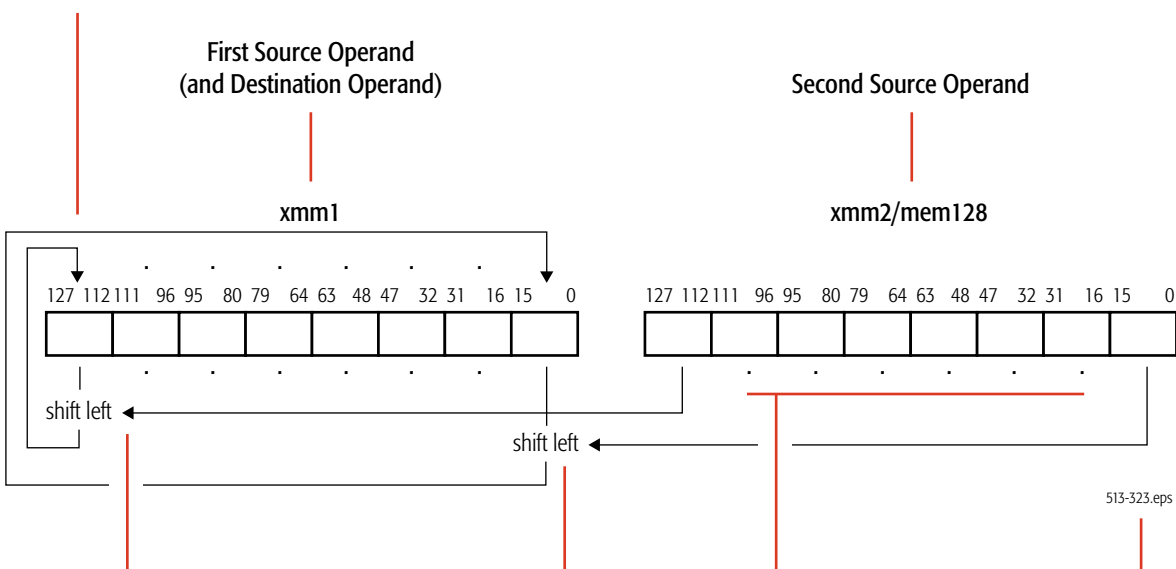 First Source Operand
(and Destination Operand)
Second Source Operand
xmm1
xmm2/mem128
. . . . . .
127 112 111 96 95 80 79 64 63 48 47 32 31 16 15 0
127 112 111 96 95 80 79 64 63 48 47 32 31 16 15 0
. . . . . .
. . . . . .
shift left
shift left
513-323.eps